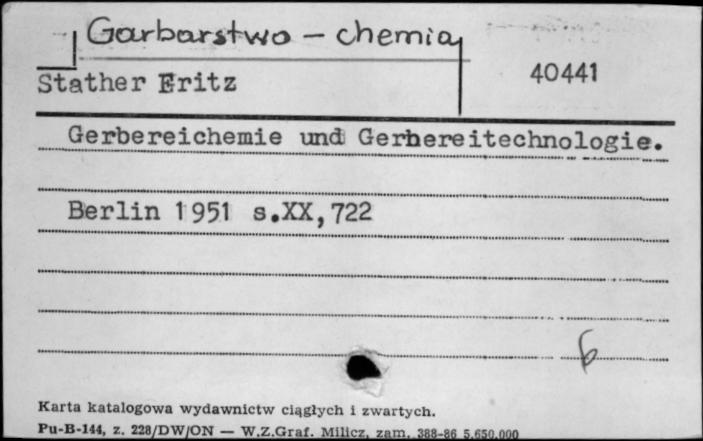 Garbarstwo – chemia
Stather Fritz
40441
Gerbereichemie und Gerbereitechnologie.
Berlin 1951 s.XX,722
6
Karta katalogowa wydawnictw ciągłych i zwartych.
Pu-B-144, z. 228/DW/ON — W.Z.Graf. Milicz, zam. 388-86 5.650.000